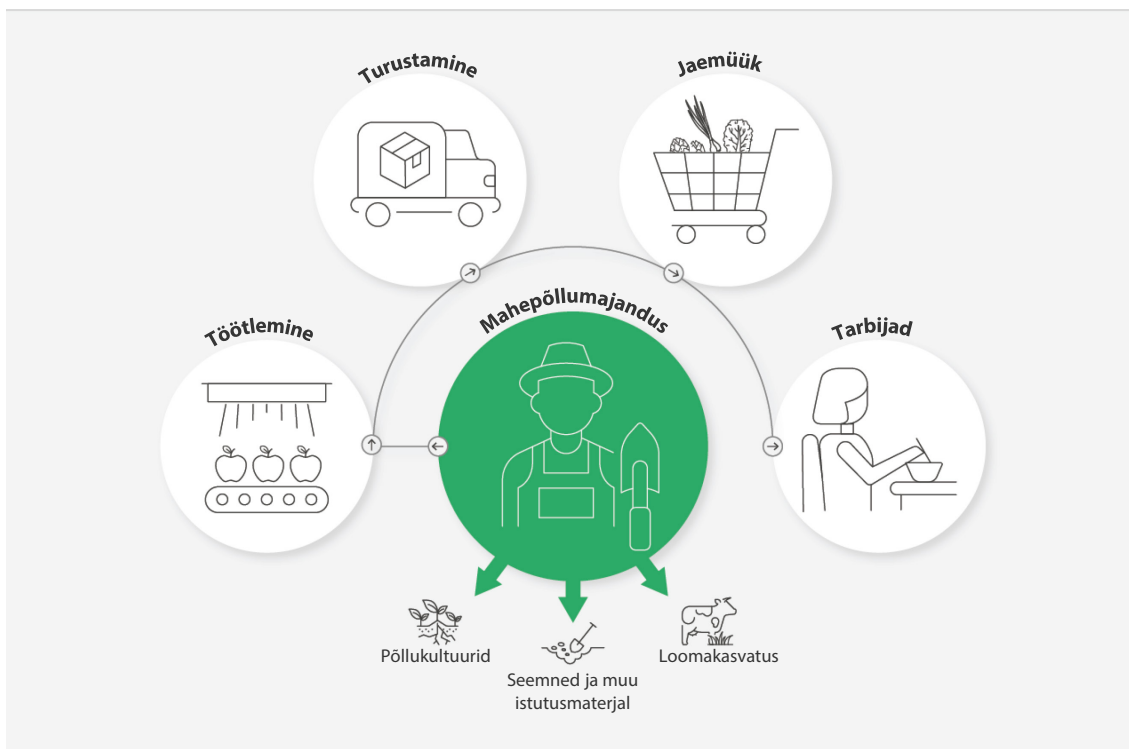 Turustamine
Jaemüük
Töötlemine
Mahepõllumajandus
Tarbijad
Põllukultuurid
Seemned ja muu
istutusmaterjal
Loomakasvatus